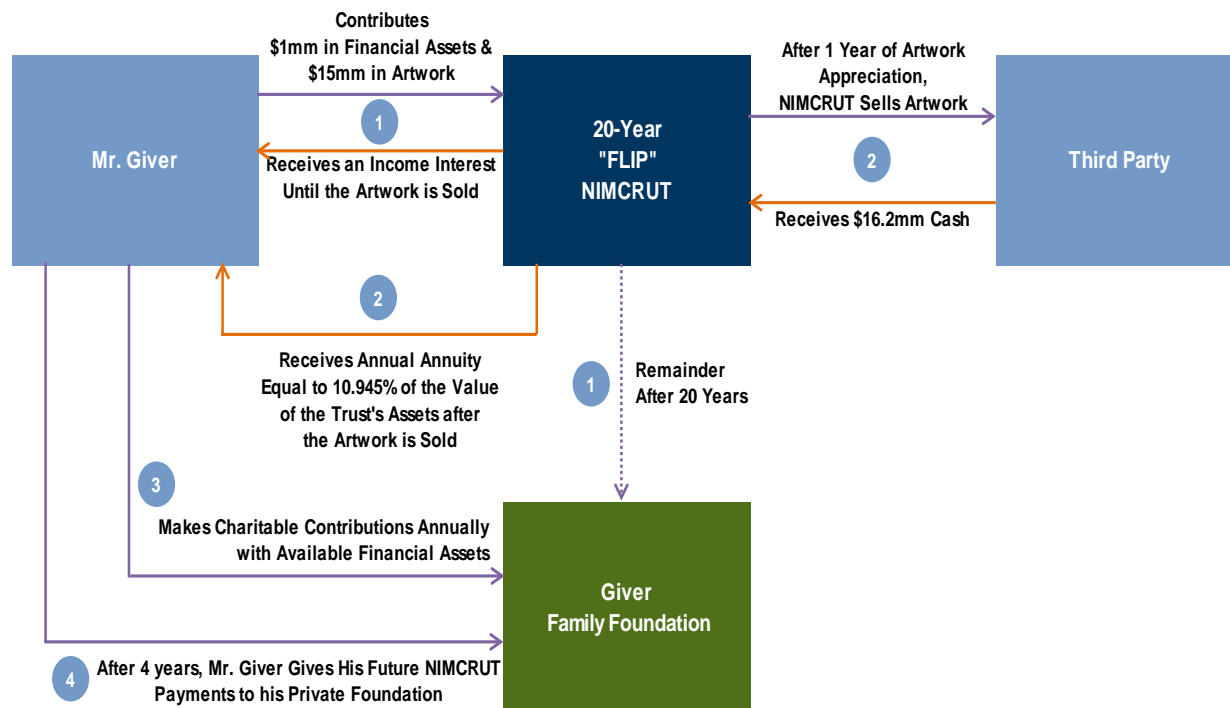 Contributes
$1mm in Financial Assets &
$15mm in Artwork
1
Receives an Income Interest
Until the Artwork is Sold
Mr. Giver
20-Year
"FLIP"
NIMCRUT
After 1 Year of Artwork
Appreciation,
NIMCRUT Sells Artwork
2
Receives $16.2mm Cash
Third Party
2
Receives Annual Annuity
Equal to 10.945% of the Value
of the Trust's Assets after
the Artwork is Sold
1
Remainder
After 20 Years
3
Makes Charitable Contributions Annually
with Available Financial Assets
Giver
Family Foundation
4
After 4 years, Mr. Giver Gives His Future NIMCRUT
Payments to his Private Foundation